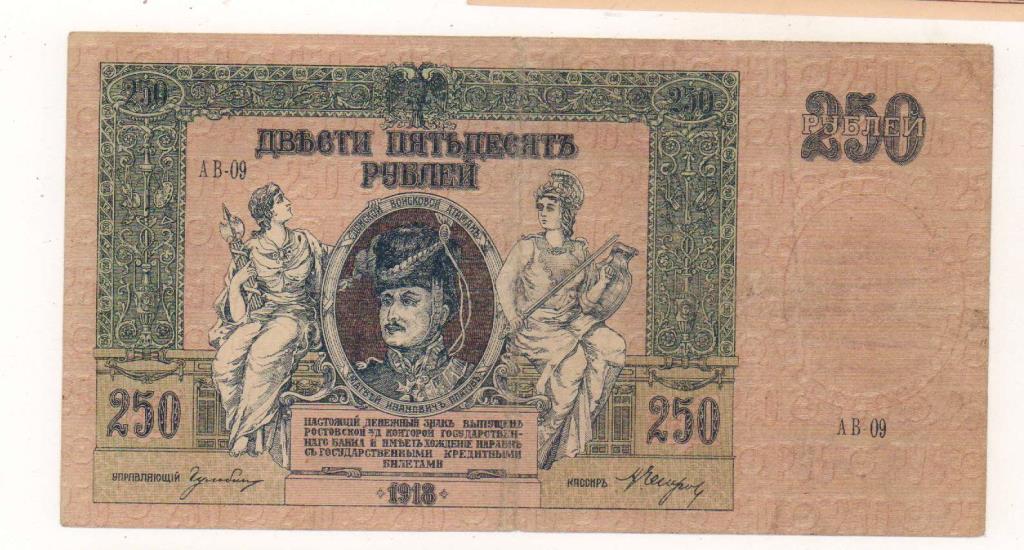 250
250
250
РУБЛЕЙ
ДВѢСТИ ПЯТЬДЕСЯТЪ
РУБЛЕЙ
АВ-09
ДОНСКОЙ ВОЙСКОВОЙ АТАМАНЪ
МАТВѢЙ ИВАНОВИЧЪ ПЛАТОВЪ
250
250
НАСТОЯЩІЙ ДЕНЕЖНЫЙ ЗНАКЪ ВЫПУЩЕНЪ
РОСТОВСКОЙ н/Д КОНТОРОЙ ГОСУДАРСТВЕН-
НАГО БАНКА И ИМѢЕТЪ ХОЖДЕНІЕ НАРАВНѢ
СЪ ГОСУДАРСТВЕННЫМИ КРЕДИТНЫМИ
БИЛЕТАМИ
АВ-09
УПРАВЛЯЮЩІЙ
КАССИРЪ
1918